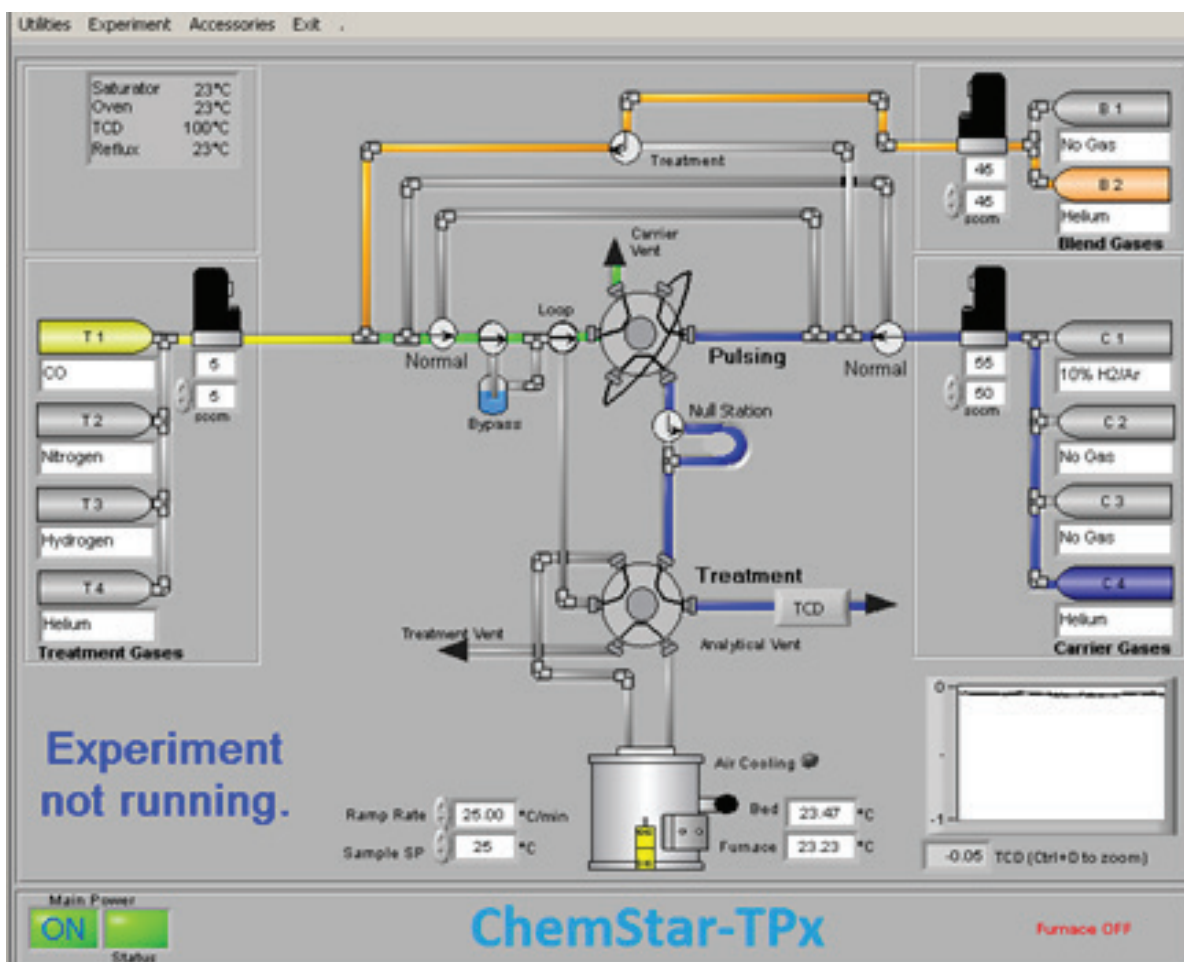 Utilities Experiment Accessories Exit .
Saturator 23°C
Oven 23°C
TCD 100°C
Reflux 23°C
Treatment
45
45
sccm
B 1
No Gas
B 2
Helium
Blend Gases
Carrier
Vent
Loop
Normal
Bypass
Pulsing
Normal
Null Station
T 1
CO
T 2
Nitrogen
T 3
Hydrogen
T 4
Helium
Treatment Gases
5
5
sccm
55
50
sccm
C 1
10% H2/Ar
C 2
No Gas
C 3
No Gas
C 4
Helium
Carrier Gases
Treatment
TCD
Treatment Vent
Analytical Vent
Experiment
not running.
Air Cooling
Ramp Rate 25.00 °C/min
Sample SP 25 °C
Bed 23.47 °C
Furnace 23.23 °C
0
-
-1
-0.05 TCD (Ctrl+D to zoom)
Main Power
ON
Status
ChemStar-TPx
Furnace OFF